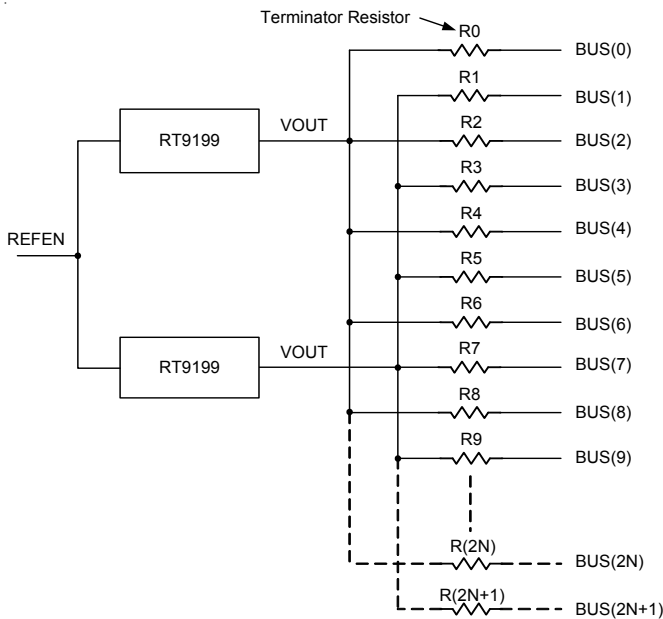 Terminator Resistor
R0
BUS(0)
R1
BUS(1)
RT9199
VOUT
R2
BUS(2)
R3
BUS(3)
R4
BUS(4)
REFEN
R5
BUS(5)
R6
BUS(6)
RT9199
VOUT
R7
BUS(7)
R8
BUS(8)
R9
BUS(9)
R(2N)
BUS(2N)
R(2N+1)
BUS(2N+1)